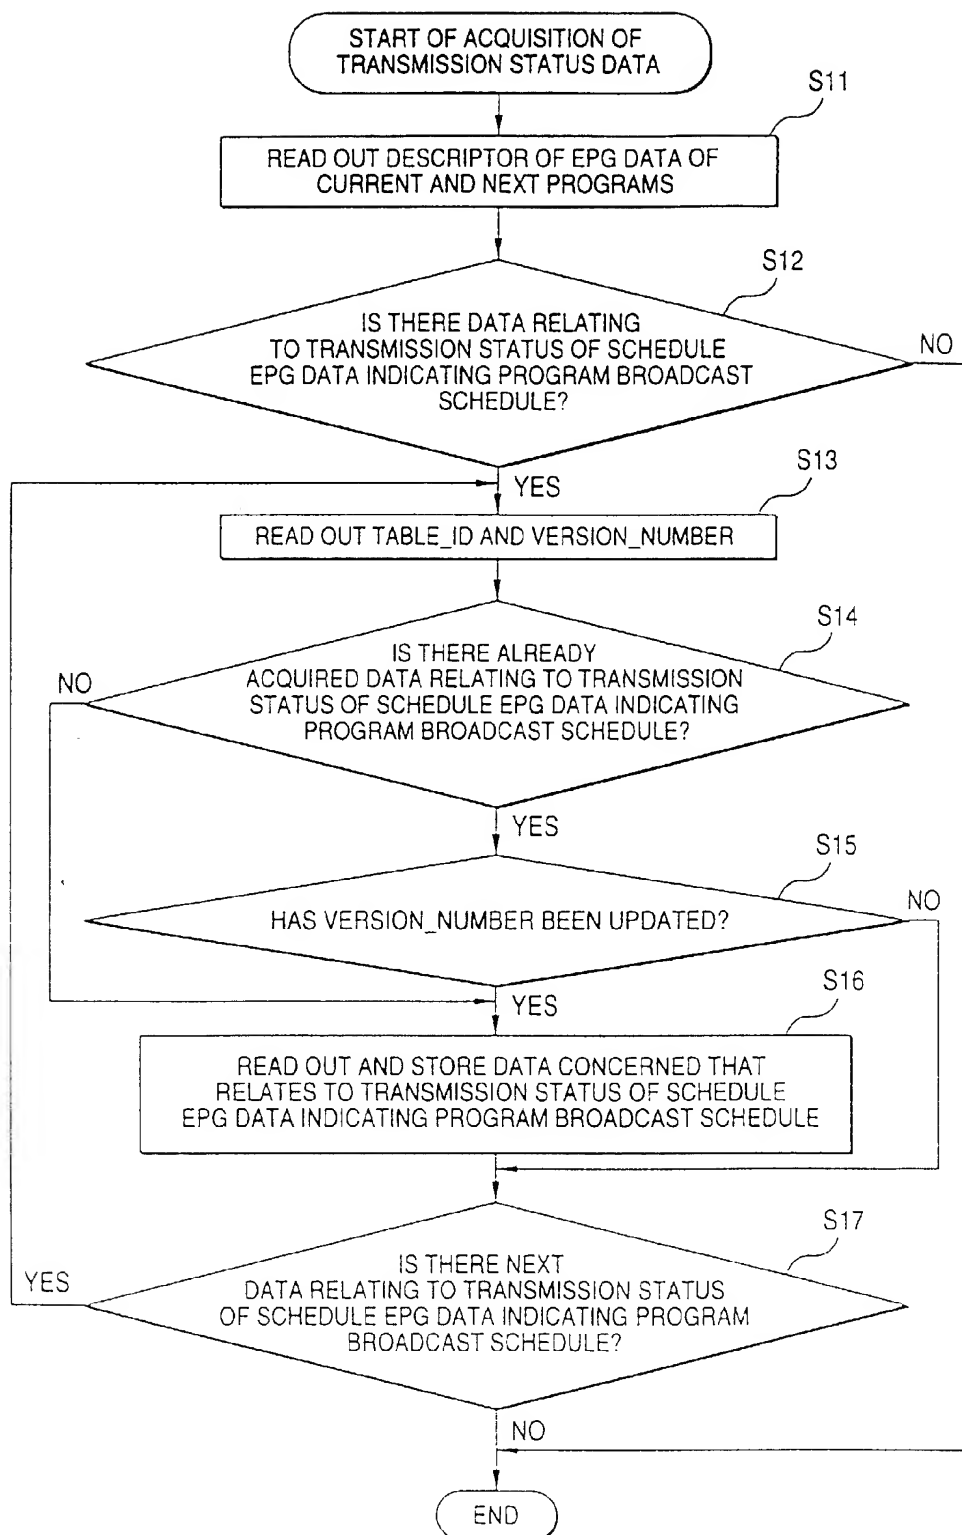 START OF ACQUISITION OF
TRANSMISSION STATUS DATA
S11
READ OUT DESCRIPTOR OF EPG DATA OF
CURRENT AND NEXT PROGRAMS
S12
IS THERE DATA RELATING
TO TRANSMISSION STATUS OF SCHEDULE
EPG DATA INDICATING PROGRAM BROADCAST
SCHEDULE?
NO
YES
S13
READ OUT TABLE_ID AND VERSION_NUMBER
S14
IS THERE ALREADY
ACQUIRED DATA RELATING TO TRANSMISSION
STATUS OF SCHEDULE EPG DATA INDICATING
PROGRAM BROADCAST SCHEDULE?
NO
YES
S15
HAS VERSION_NUMBER BEEN UPDATED?
NO
YES
S16
READ OUT AND STORE DATA CONCERNED THAT
RELATES TO TRANSMISSION STATUS OF SCHEDULE
EPG DATA INDICATING PROGRAM BROADCAST SCHEDULE
S17
IS THERE NEXT
DATA RELATING TO TRANSMISSION STATUS
OF SCHEDULE EPG DATA INDICATING PROGRAM
BROADCAST SCHEDULE?
YES
NO
END